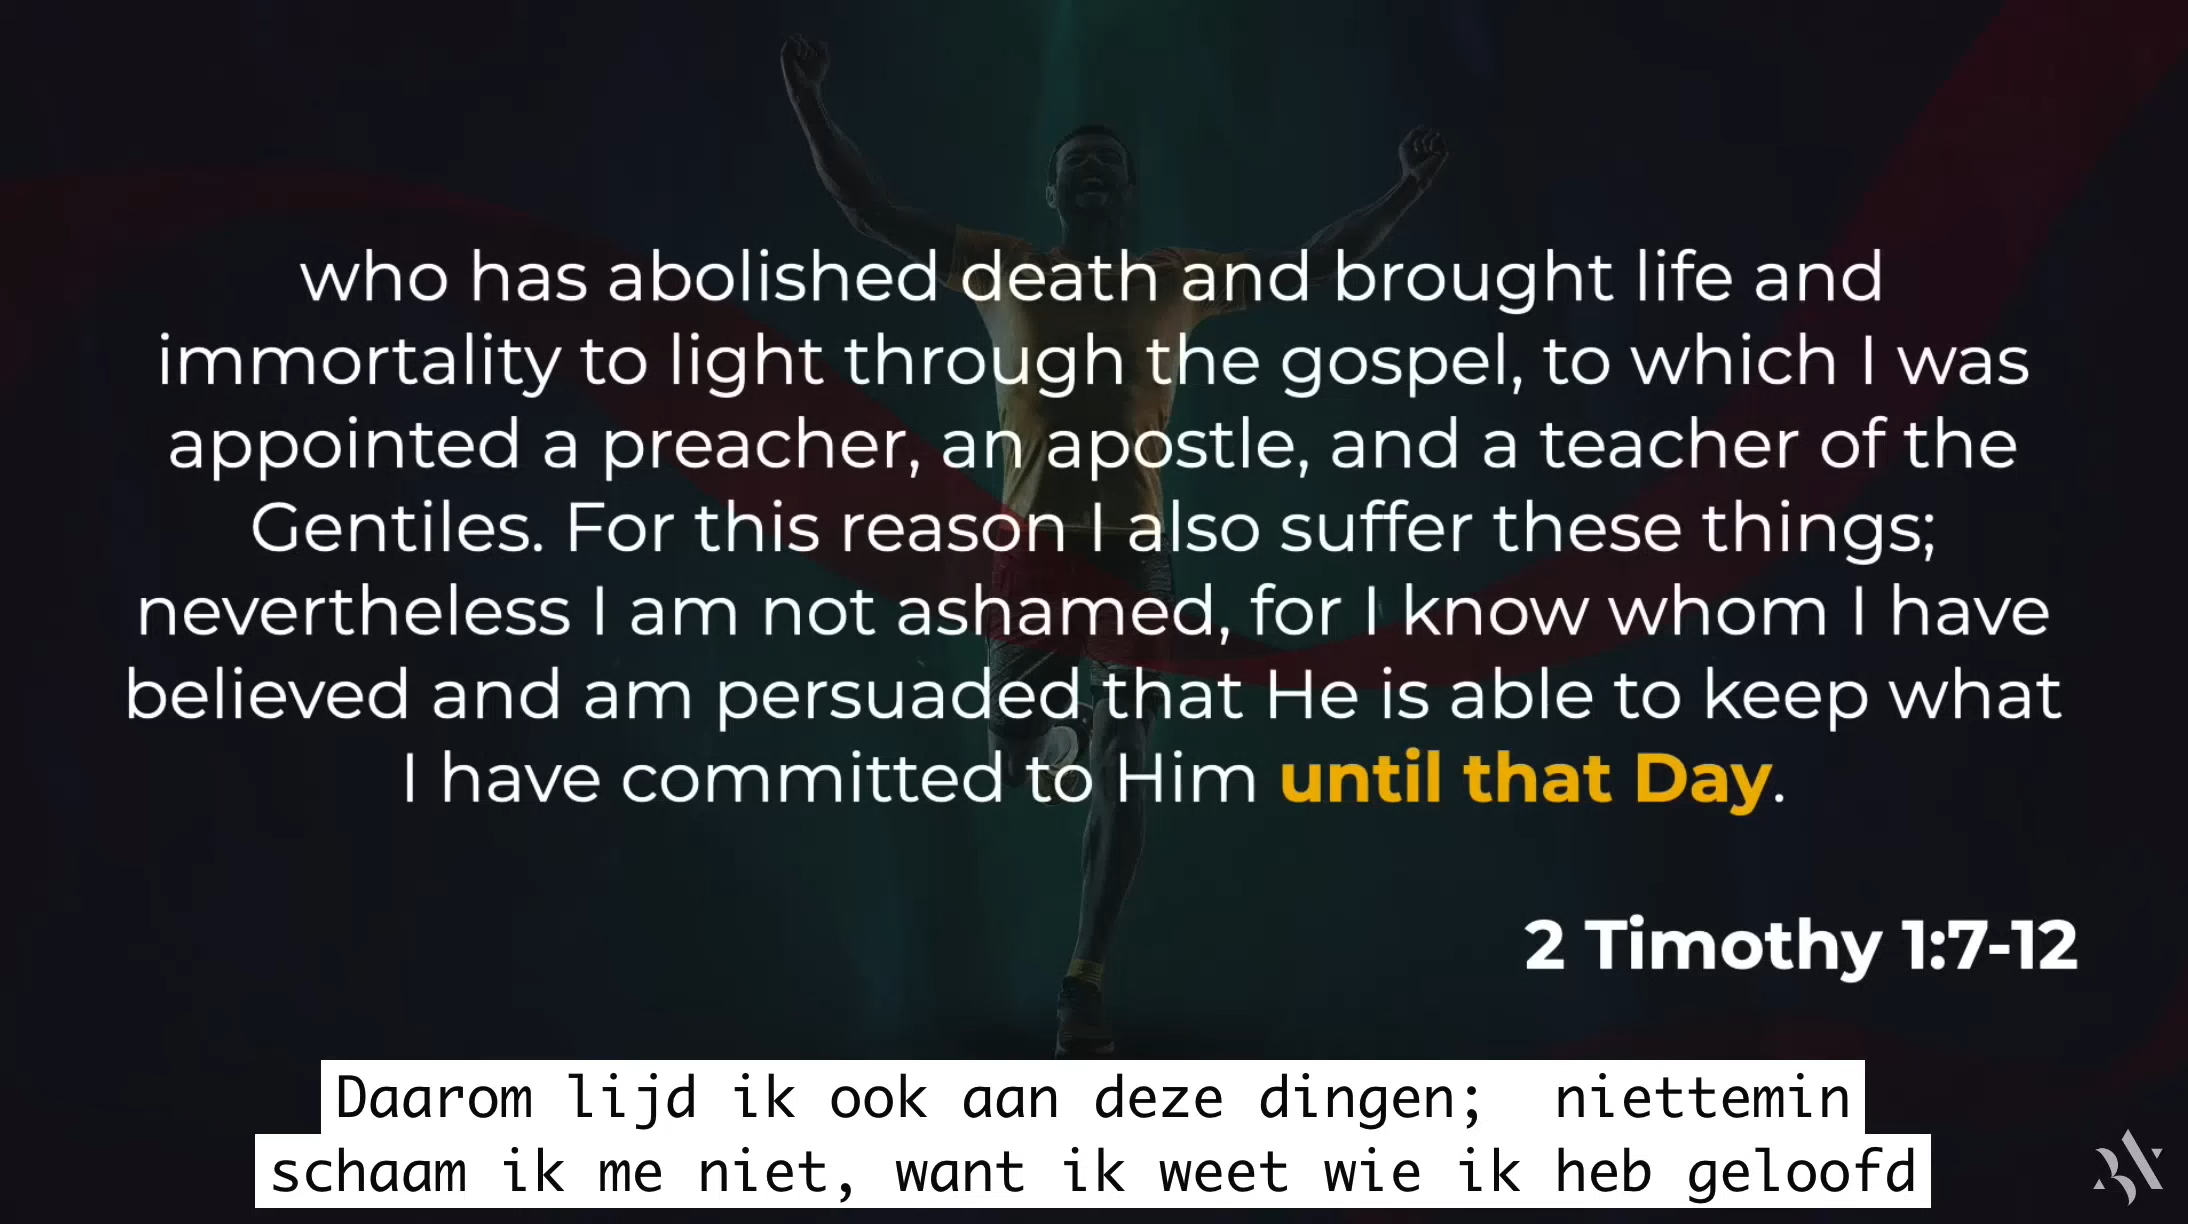 who has abolished death and brought life and
immortality to light through the gospel, to which I was
appointed a preacher, an apostle, and a teacher of the
Gentiles. For this reason I also suffer these things;
nevertheless I am not ashamed, for I know whom I have
believed and am persuaded that He is able to keep what
I have committed to Him until that Day.
2 Timothy 1:7-12
Daarom lijd ik ook aan deze dingen;  niettemin
schaam ik me niet, want ik weet wie ik heb geloofd